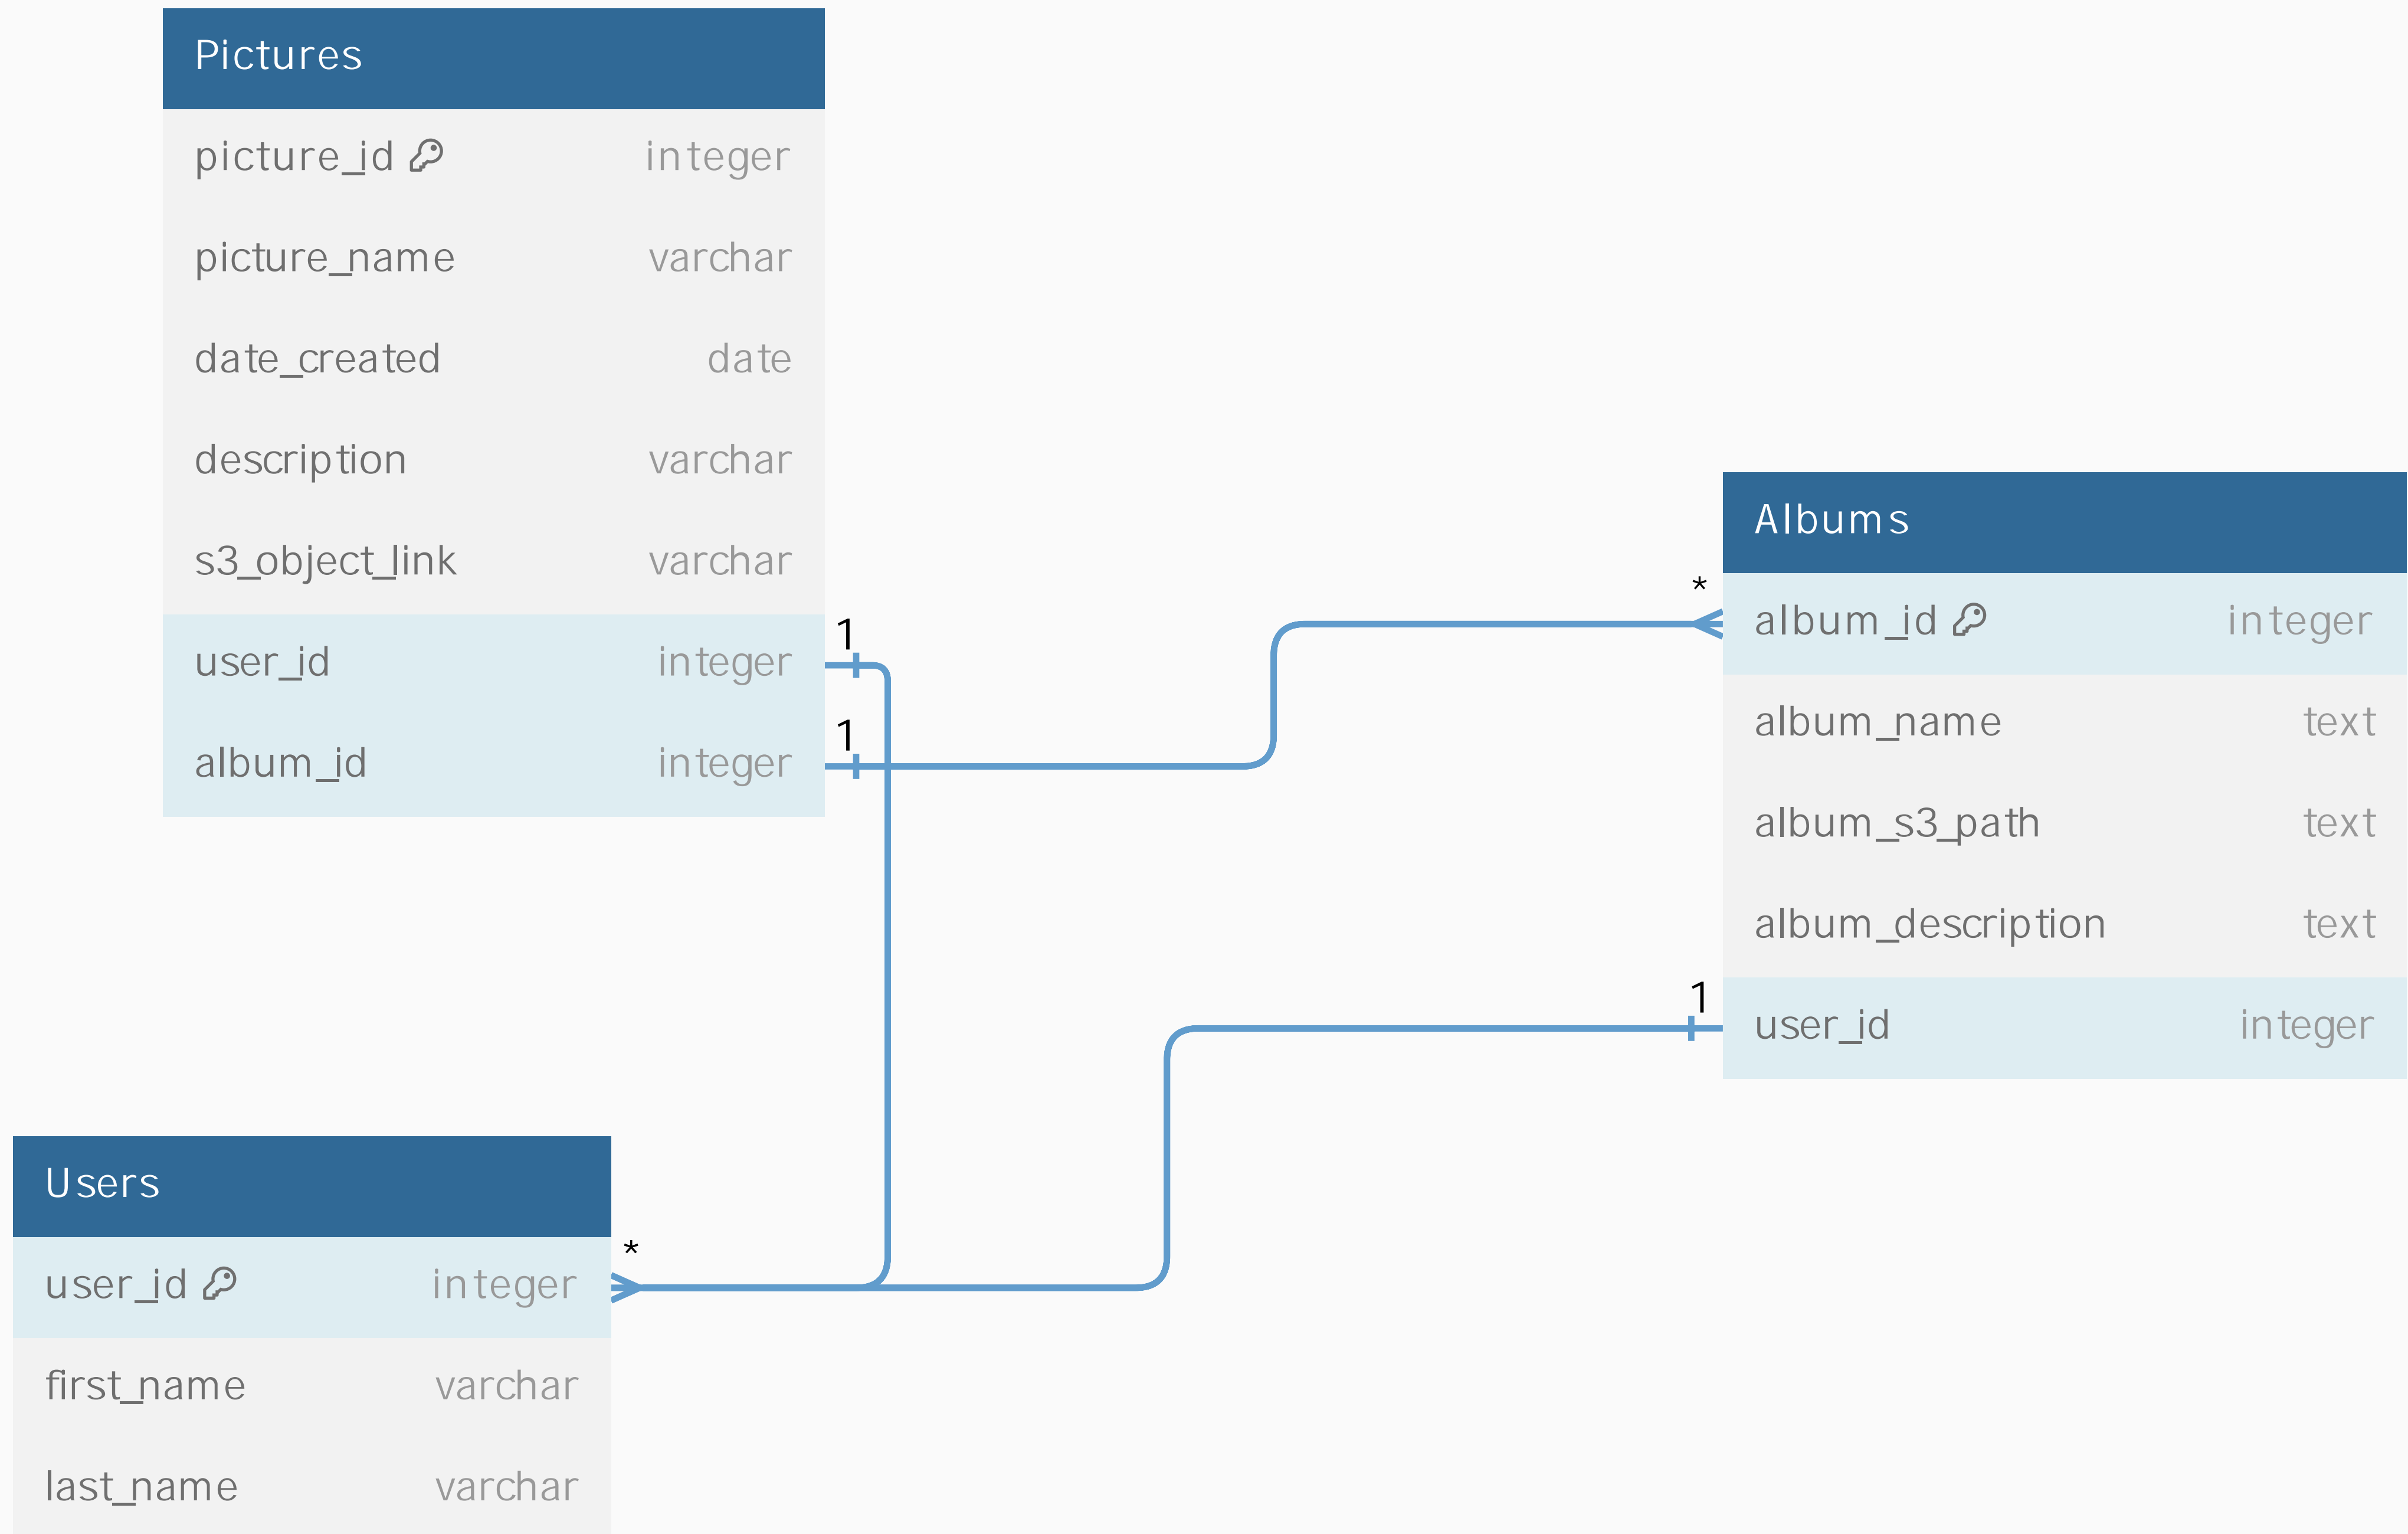 Pictures
picture_id integer
picture_name varchar
date_created date
description varchar
s3_object_link varchar
user_id integer
1
album_id integer
1
Albums
*
album_id integer
album_name text
album_s3_path text
album_description text
1
user_id integer
Users
*
user_id integer
first_name varchar
last_name varchar